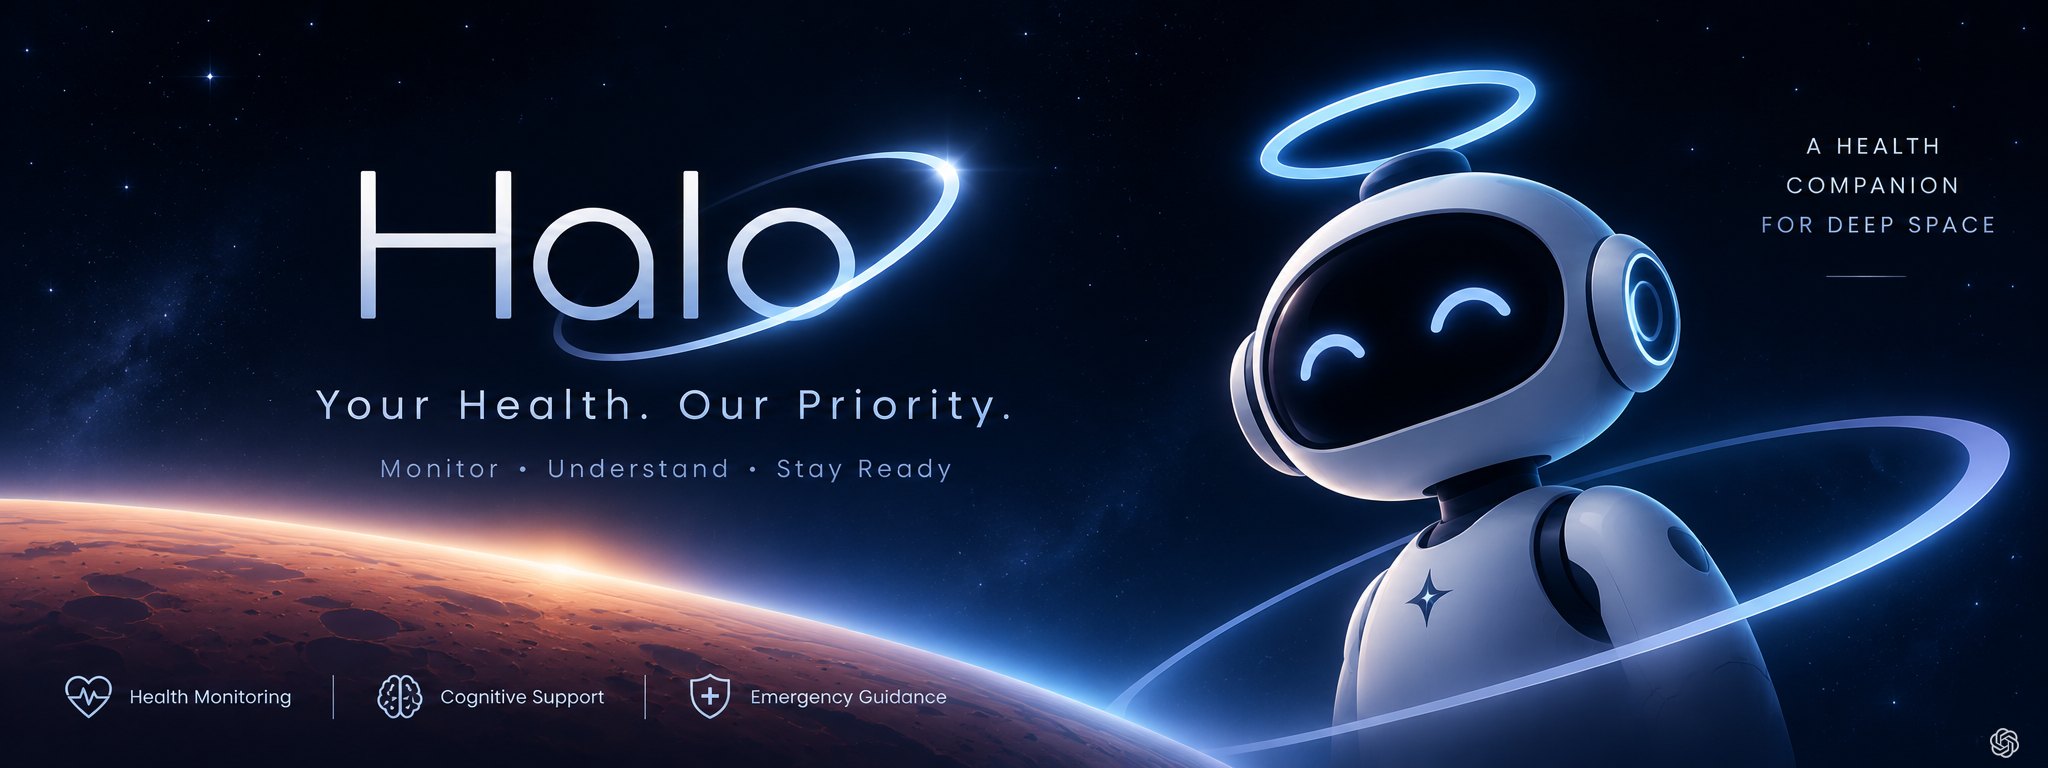 Halo
Your Health. Our Priority.
Monitor • Understand • Stay Ready
A HEALTH
COMPANION
FOR DEEP SPACE
Health Monitoring
Cognitive Support
Emergency Guidance